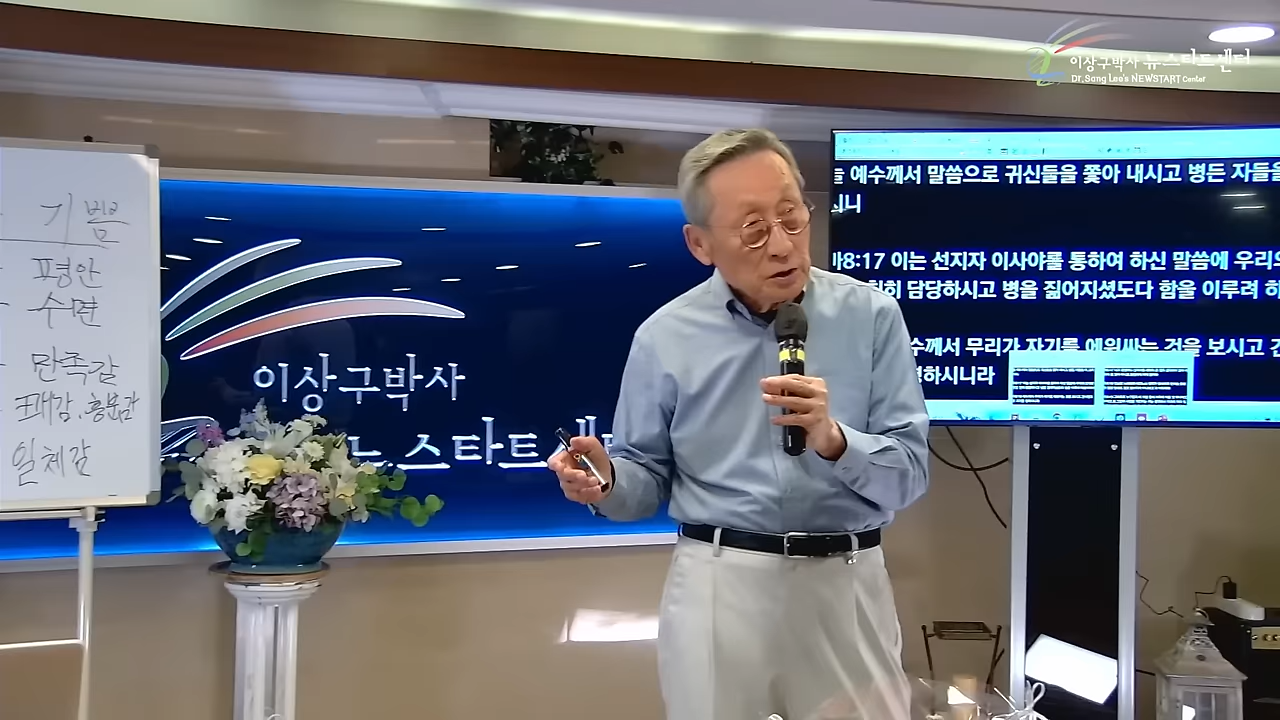 이상구박사 뉴스타트센터
Dr. Sang Lee's NEWSTART Center
기쁨
평안
수면
만족감
쾌감, 흥분감
일체감
이상구박사
뉴스타트
예수께서 말씀으로 귀신들을 쫓아 내시고 병든 자들을
시니
마8:17 이는 선지자 이사야를 통하여 하신 말씀에 우리의
담당하시고 병을 짊어지셨도다 함을 이루려 하
수께서 무리가 자기를 에워싸는 것을 보시고 건
하시니라